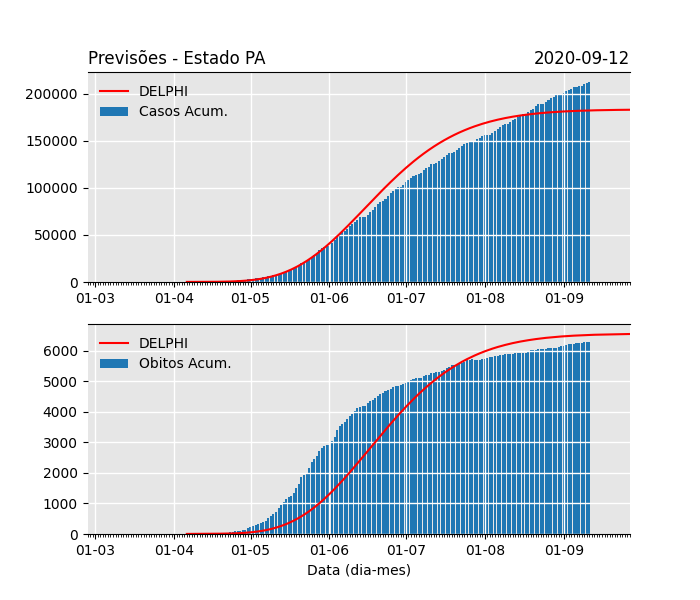 Previsões - Estado PA 2020-09-12
DELPHI
Casos Acum.
200000
150000
100000
50000
0
01-03 01-04 01-05 01-06 01-07 01-08 01-09
DELPHI
Obitos Acum.
6000
5000
4000
3000
2000
1000
0
01-03 01-04 01-05 01-06 01-07 01-08 01-09
Data (dia-mes)